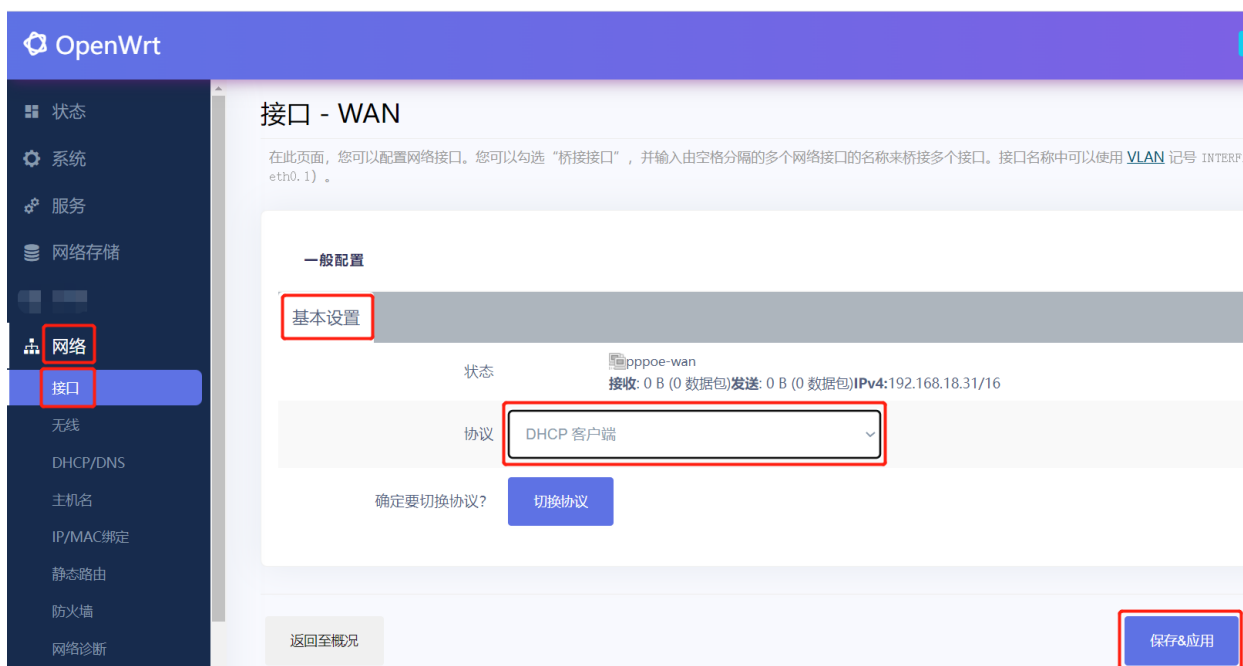 OpenWrt
状态
系统
服务
网络存储
网络
接口
无线
DHCP/DNS
主机名
IP/MAC绑定
静态路由
防火墙
网络诊断
接口 - WAN
在此页面，您可以配置网络接口。您可以勾选“桥接接口”，并输入由空格分隔的多个网络接口的名称来桥接多个接口。接口名称中可以使用 VLAN 记号 INTERF
eth0.1）。
一般配置
基本设置
状态
pppoe-wan
接收: 0 B (0 数据包)发送: 0 B (0 数据包)IPv4:192.168.18.31/16
协议
DHCP 客户端
确定要切换协议？
切换协议
返回至概况
保存&应用